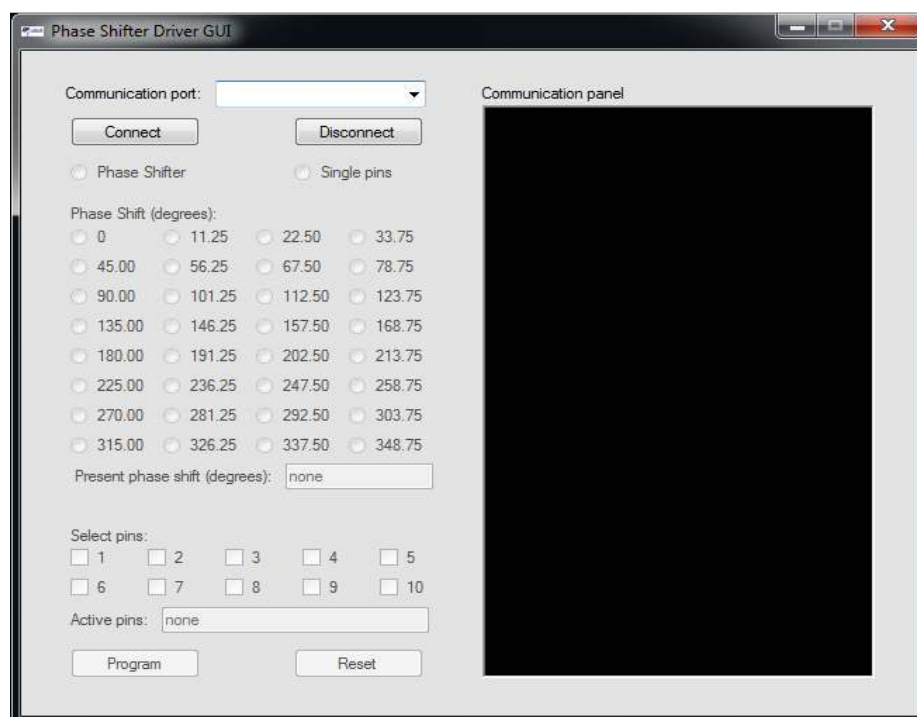 Phase Shifter Driver GUI
Communication port:
Communication panel
Connect Disconnect
Phase Shifter Single pins
Phase Shift (degrees):
0 11.25 22.50 33.75
45.00 56.25 67.50 78.75
90.00 101.25 112.50 123.75
135.00 146.25 157.50 168.75
180.00 191.25 202.50 213.75
225.00 236.25 247.50 258.75
270.00 281.25 292.50 303.75
315.00 326.25 337.50 348.75
Present phase shift (degrees): none
Select pins:
1 2 3 4 5
6 7 8 9 10
Active pins: none
Program Reset